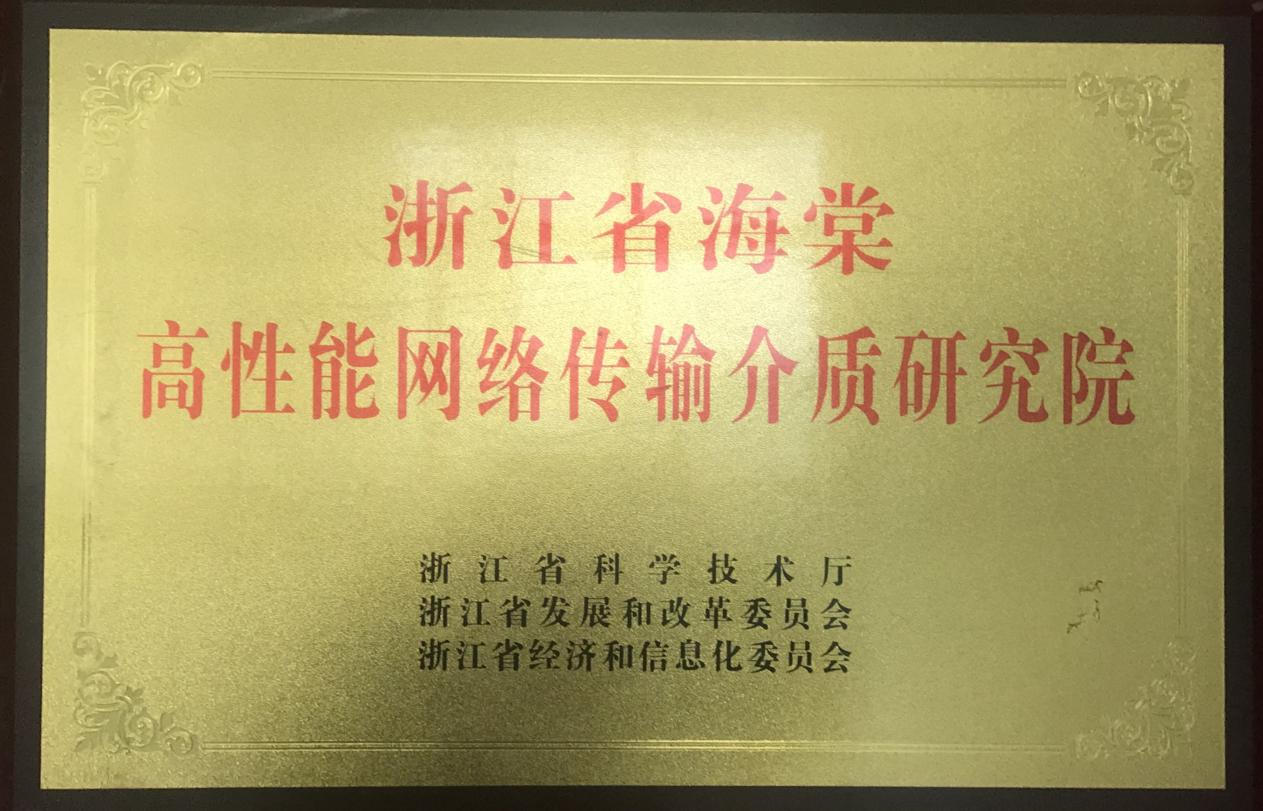 浙江省海棠
高性能网络传输介质研究院
浙江省科学技术厅
浙江省发展和改革委员会
浙江省经济和信息化委员会